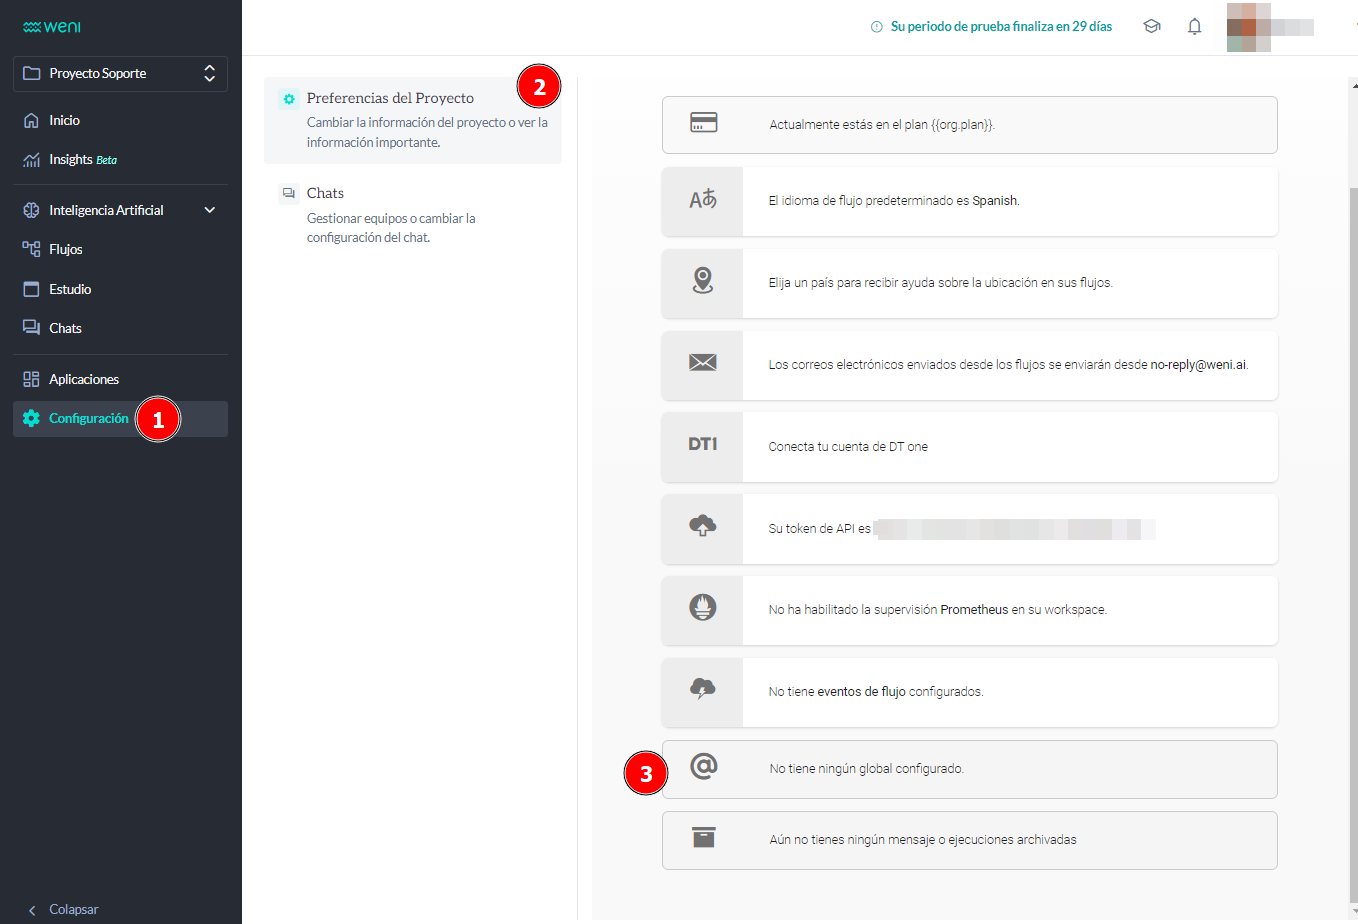 weni
Proyecto Soporte
Inicio
Insights Beta
Inteligencia Artificial
Flujos
Estudio
Chats
Aplicaciones
Configuración
1
Colapsar
Su periodo de prueba finaliza en 29 días
Preferencias del Proyecto
2
Cambiar la información del proyecto o ver la
información importante.
Chats
Gestionar equipos o cambiar la
configuración del chat.
Actualmente estás en el plan {{org.plan}}.
Aあ
El idioma de flujo predeterminado es Spanish.
Elija un país para recibir ayuda sobre la ubicación en sus flujos.
Los correos electrónicos enviados desde los flujos se enviarán desde no-reply@weni.ai.
DT1
Conecta tu cuenta de DT one
Su token de API es
No ha habilitado la supervisión Prometheus en su workspace.
No tiene eventos de flujo configurados.
3
@
No tiene ningún global configurado.
Aún no tienes ningún mensaje o ejecuciones archivadas